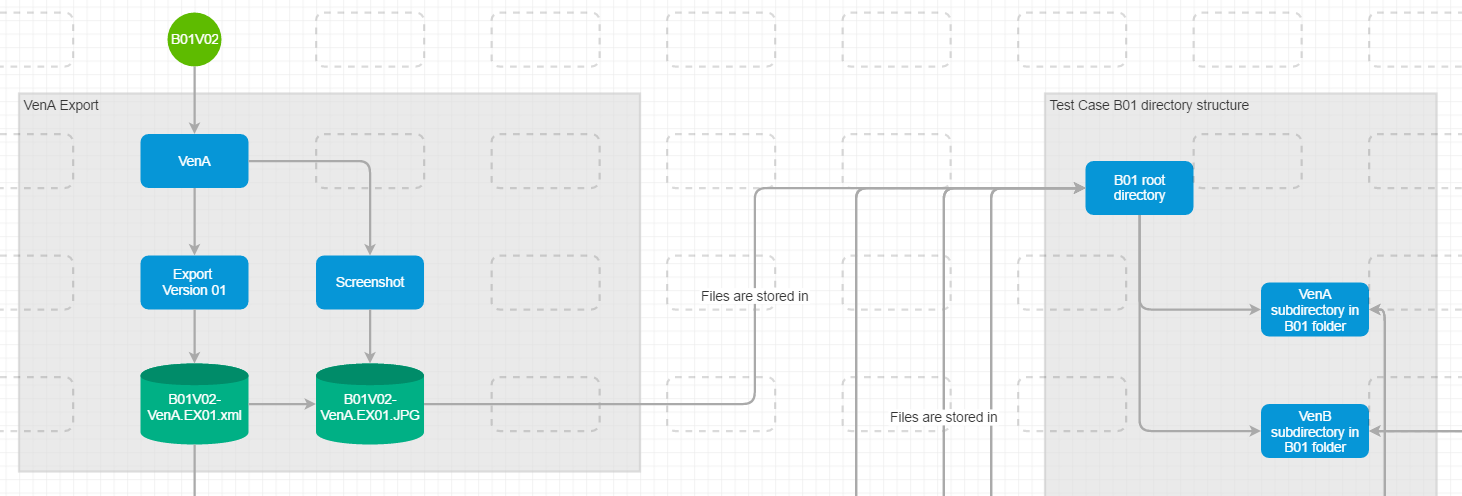 B01V02
VenA Export
Test Case B01 directory structure
VenA
B01 root
directory
Export
Version 01
Screenshot
Files are stored in
VenA
subdirectory in
B01 folder
B01V02-
VenA.EX01.xml
B01V02-
VenA.EX01.JPG
Files are stored in
VenB
subdirectory in
B01 folder